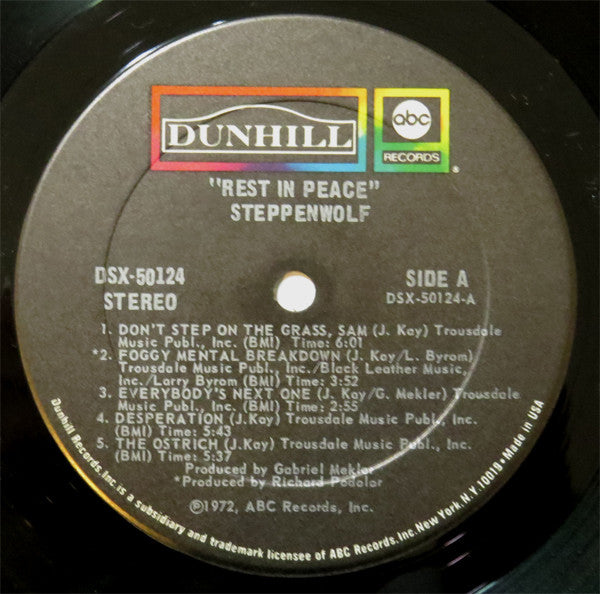 DUNHILL
abc
RECORDS
®
"REST IN PEACE"
STEPPENWOLF
DSX-50124
STEREO
SIDE A
DSX-50124-A
1. DON'T STEP ON THE GRASS, SAM (J. Kay) Trousdale
Music Publ., Inc. (BMI) Time: 6:01
*2. FOGGY MENTAL BREAKDOWN (J. Kay/L. Byrom)
Trousdale Music Publ., Inc./Black Leather Music,
Inc./Larry Byrom (BMI) Time: 3:52
3. EVERYBODY'S NEXT ONE (J. Kay/G. Mekler) Trousdale
Music Publ., Inc. (BMI) Time: 2:55
4. DESPERATION (J.Kay) Trousdale Music Publ., Inc.
(BMI) Time: 5:43
5. THE OSTRICH (J.Kay) Trousdale Music Publ., Inc.
(BMI) Time: 5:37
Produced by Gabriel Mekler
*Produced by Richard Podolor
Ⓟ1972, ABC Records, Inc.
Dunhill Records, Inc. is a subsidiary and trademark licensee of ABC Records, Inc. New York, N.Y. 10019 • Made in USA